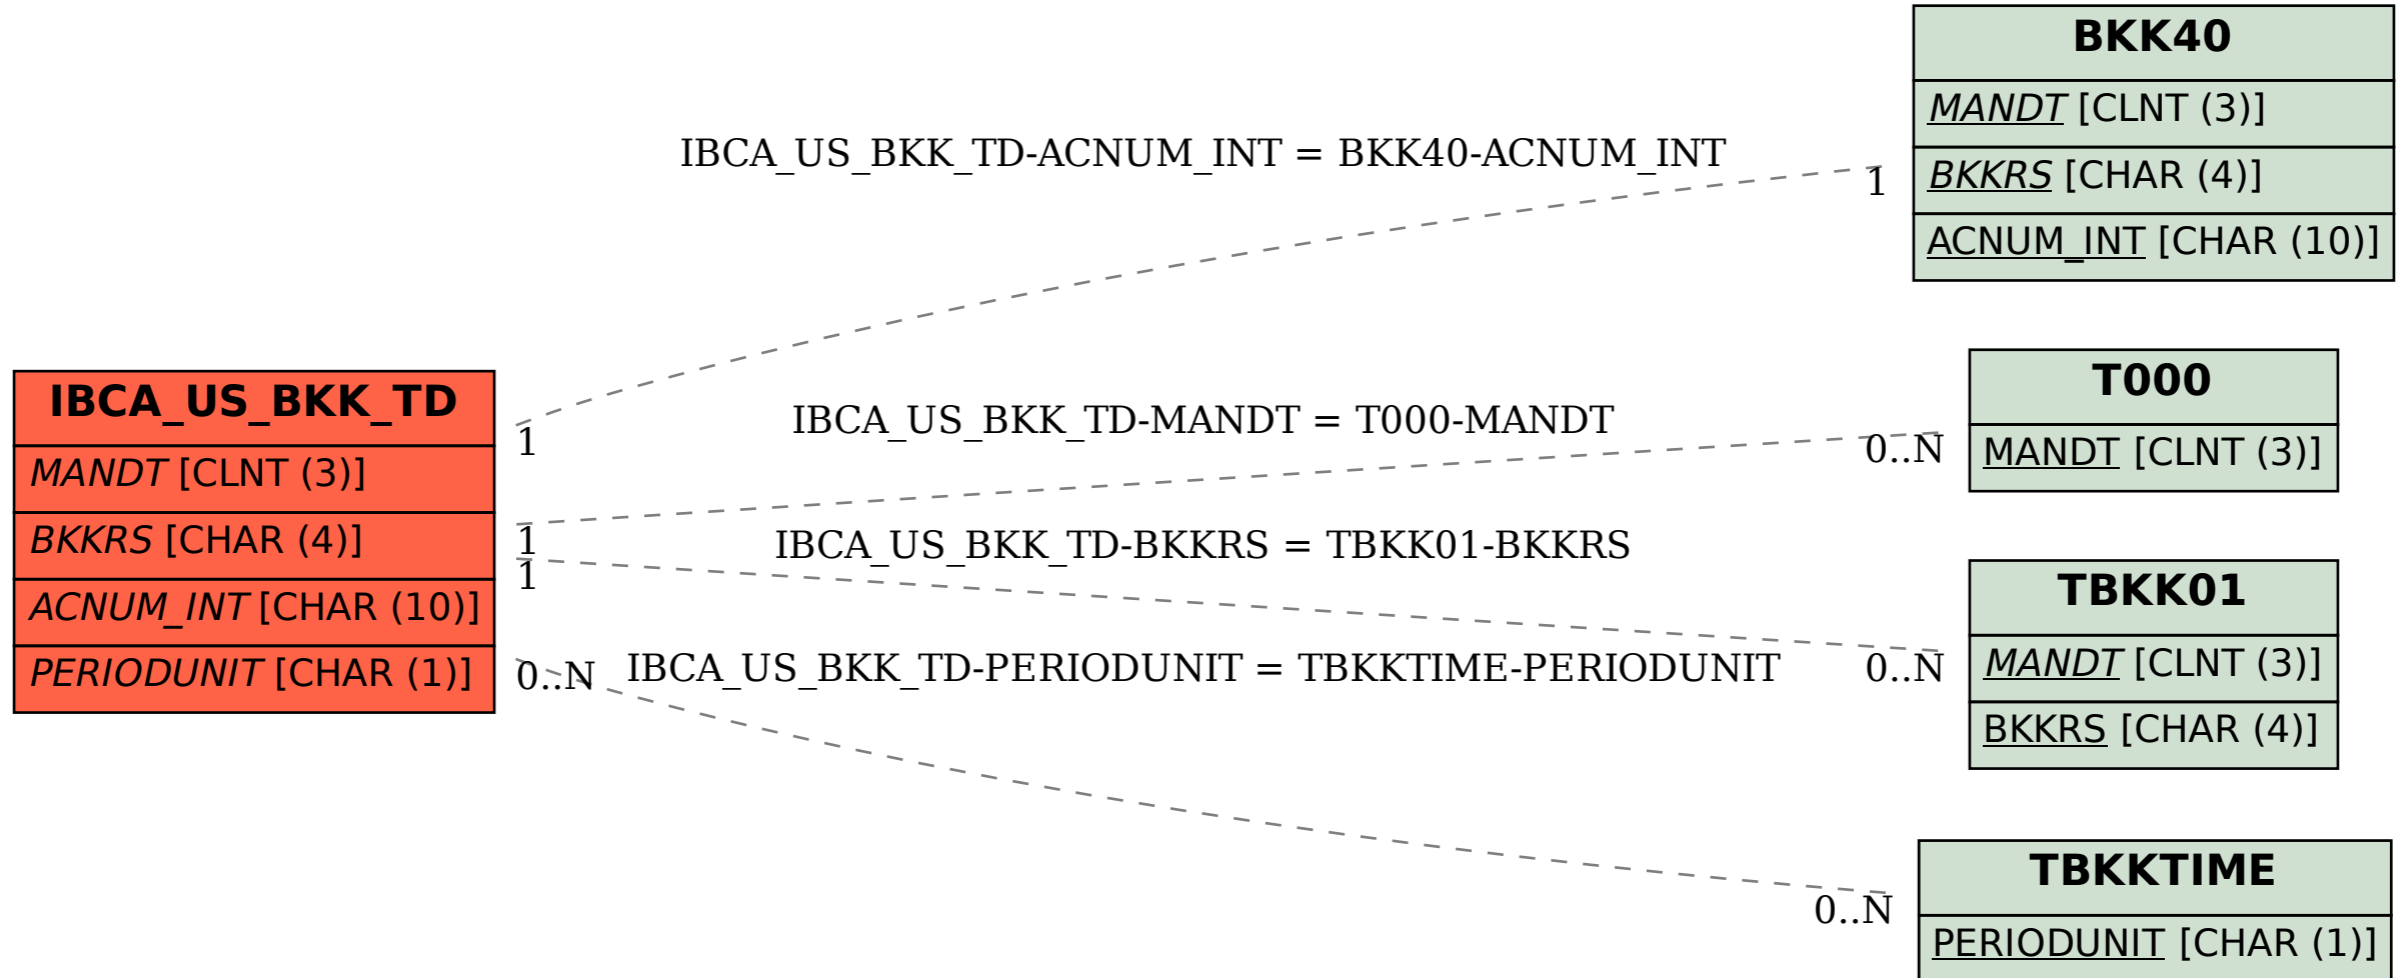 BKK40
MANDT [CLNT (3)]
BKKRS [CHAR (4)]
ACNUM_INT [CHAR (10)]
IBCA_US_BKK_TD-ACNUM_INT = BKK40-ACNUM_INT
1
1
IBCA_US_BKK_TD
MANDT [CLNT (3)]
BKKRS [CHAR (4)]
ACNUM_INT [CHAR (10)]
PERIODUNIT [CHAR (1)]
IBCA_US_BKK_TD-MANDT = T000-MANDT
1
0..N
T000
MANDT [CLNT (3)]
IBCA_US_BKK_TD-BKKRS = TBKK01-BKKRS
1
0..N
TBKK01
MANDT [CLNT (3)]
BKKRS [CHAR (4)]
0..N
IBCA_US_BKK_TD-PERIODUNIT = TBKKTIME-PERIODUNIT
0..N
TBKKTIME
PERIODUNIT [CHAR (1)]